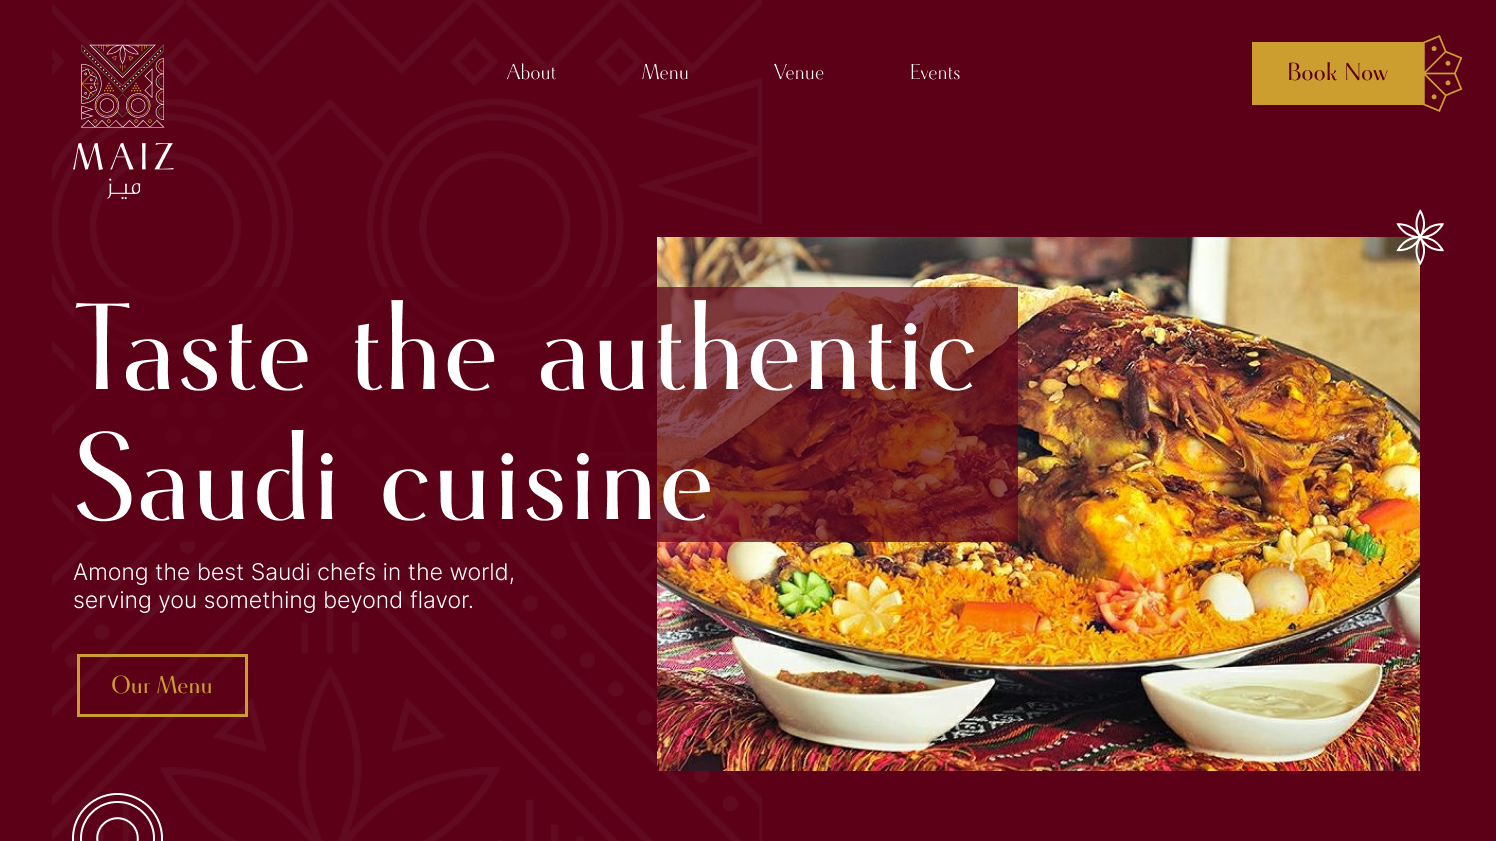 MAIZ
ميز
About
Menu
Venue
Events
Book Now
Taste the authentic
Saudi cuisine
Among the best Saudi chefs in the world,
serving you something beyond flavor.
Our Menu